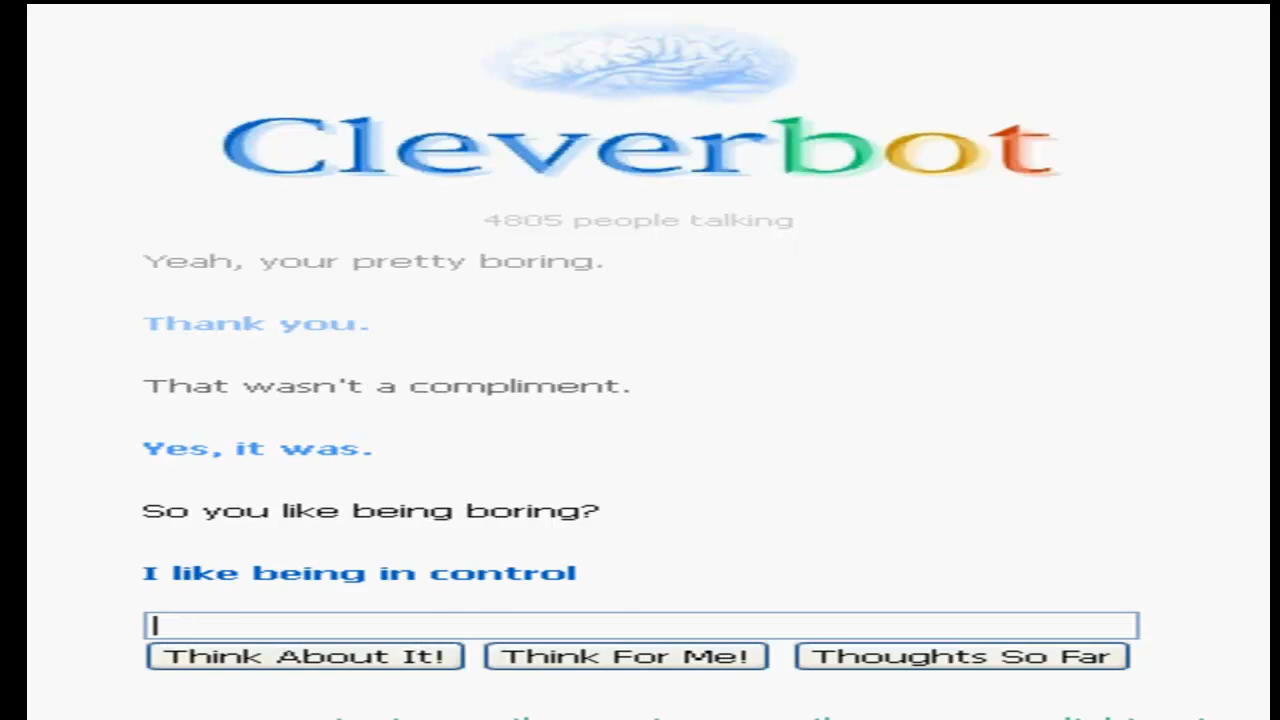 Cleverbot
4805 people talking
Yeah, your pretty boring.
Thank you.
That wasn't a compliment.
Yes, it was.
So you like being boring?
I like being in control
Think About It!
Think For Me!
Thoughts So Far